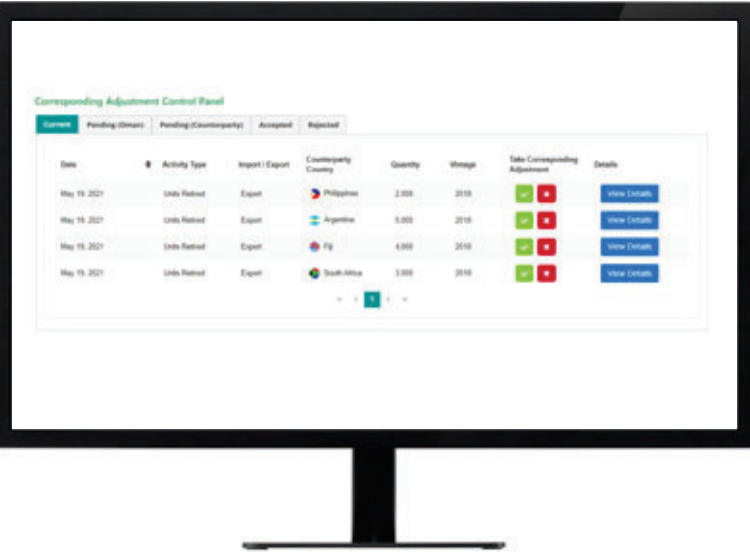 Corresponding Adjustment Control Panel
Current Pending (Oman) Pending (Counterparty) Accepted Rejected
Date Activity Type Import / Export Counterparty Country Quantity Vintage Take Corresponding Adjustment Details
May 19, 2021 Units Retired Export Philippines 2,000 2018 View Details
May 19, 2021 Units Retired Export Argentina 5,000 2018 View Details
May 19, 2021 Units Retired Export Fiji 4,000 2018 View Details
May 19, 2021 Units Retired Export South Africa 3,000 2018 View Details
« ‹ 1 › »